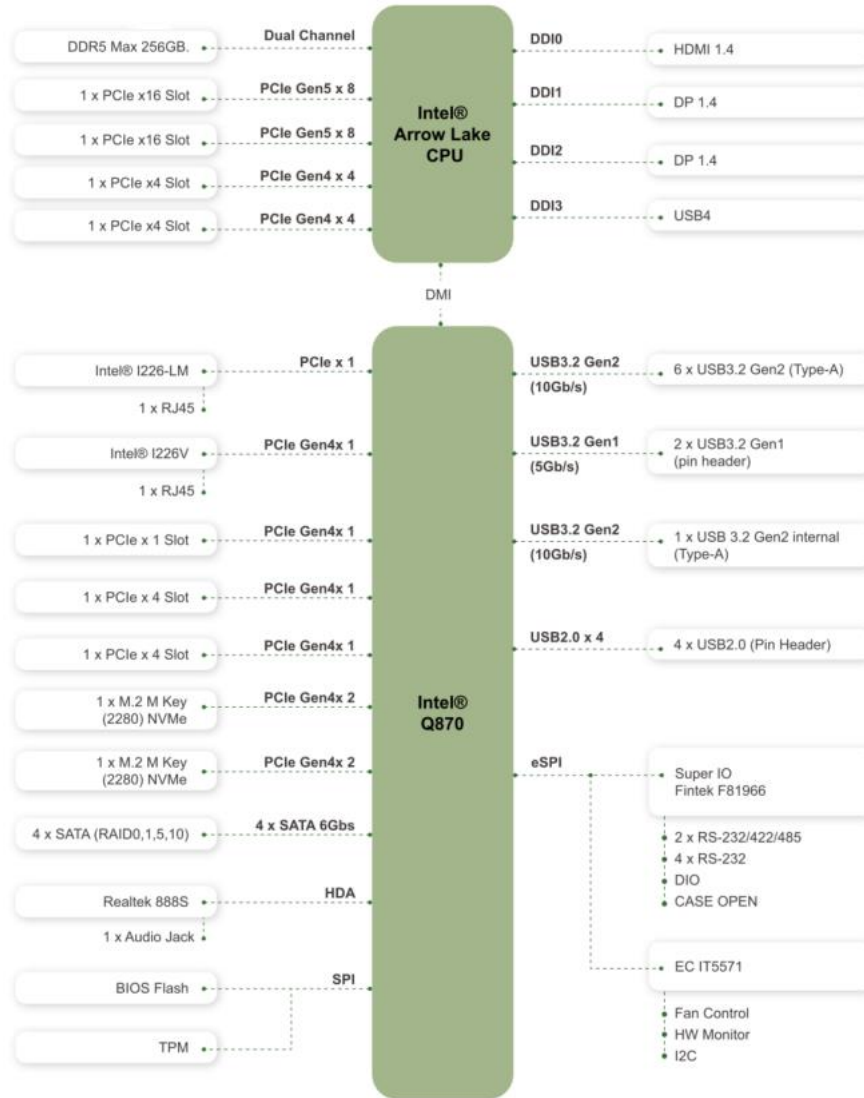 DDR5 Max 256GB.
Dual Channel
1 x PCIe x16 Slot
PCIe Gen5 x 8
1 x PCIe x16 Slot
PCIe Gen5 x 8
1 x PCIe x4 Slot
PCIe Gen4 x 4
1 x PCIe x4 Slot
PCIe Gen4 x 4
Intel®
Arrow Lake
CPU
DDI0
HDMI 1.4
DDI1
DP 1.4
DDI2
DP 1.4
DDI3
USB4
DMI
Intel® I226-LM
PCIe x 1
1 x RJ45
Intel® I226V
PCIe Gen4x 1
1 x RJ45
1 x PCIe x 1 Slot
PCIe Gen4x 1
1 x PCIe x 4 Slot
PCIe Gen4x 1
1 x PCIe x 4 Slot
PCIe Gen4x 1
1 x M.2 M Key
(2280) NVMe
PCIe Gen4x 2
1 x M.2 M Key
(2280) NVMe
PCIe Gen4x 2
4 x SATA (RAID0,1,5,10)
4 x SATA 6Gbs
Realtek 888S
HDA
1 x Audio Jack
BIOS Flash
SPI
TPM
Intel®
Q870
USB3.2 Gen2
(10Gb/s)
6 x USB3.2 Gen2 (Type-A)
USB3.2 Gen1
(5Gb/s)
2 x USB3.2 Gen1
(pin header)
USB3.2 Gen2
(10Gb/s)
1 x USB 3.2 Gen2 internal
(Type-A)
USB2.0 x 4
4 x USB2.0 (Pin Header)
eSPI
Super IO
Fintek F81966
2 x RS-232/422/485
4 x RS-232
DIO
CASE OPEN
EC IT5571
Fan Control
HW Monitor
I2C